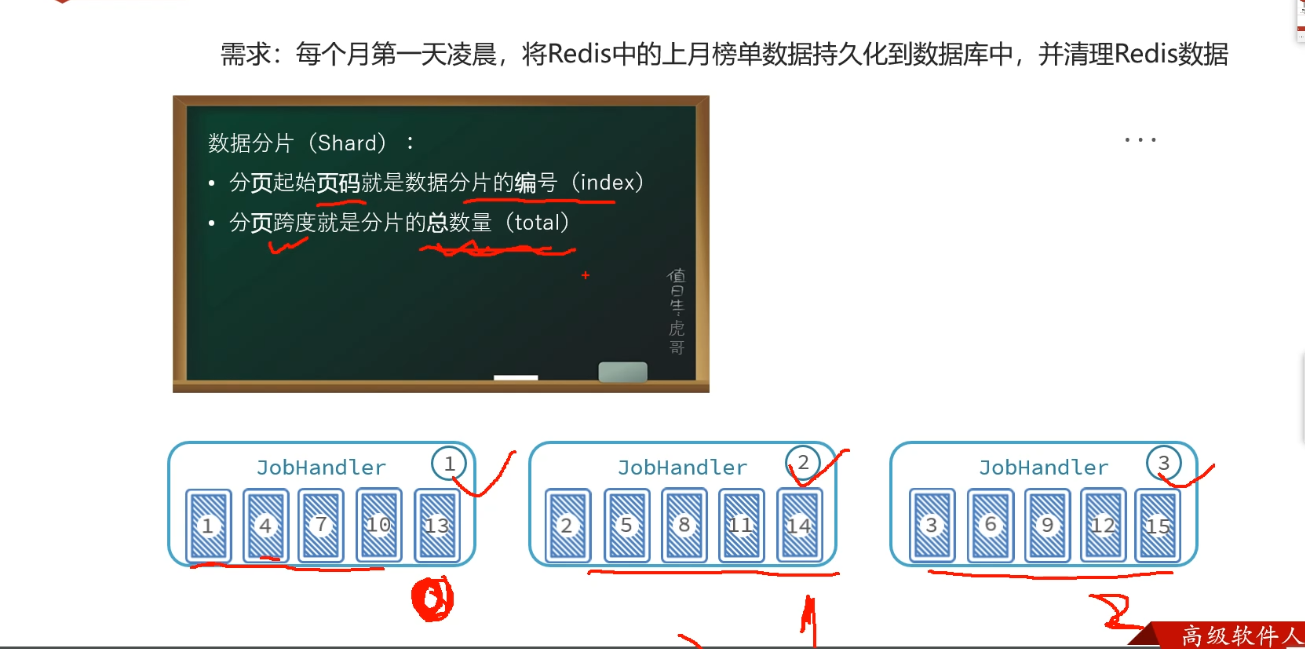 需求：每个月第一天凌晨，将Redis中的上月榜单数据持久化到数据库中，并清理Redis数据
...
数据分片（Shard）：
• 分页起始页码就是数据分片的编号（index）
• 分页跨度就是分片的总数量（total）
值日生：虎哥
JobHandler 1
1 4 7 10 13
JobHandler 2
2 5 8 11 14
JobHandler 3
3 6 9 12 15
0 1 2
高级软件人